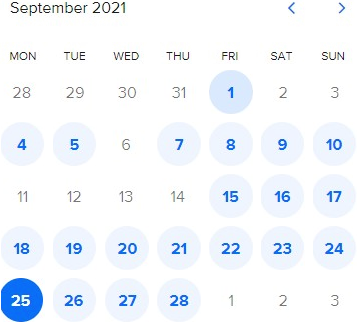 September 2021
MON TUE WED THU FRI SAT SUN
28 29 30 31 1 2 3
4 5 6 7 8 9 10
11 12 13 14 15 16 17
18 19 20 21 22 23 24
25 26 27 28 1 2 3